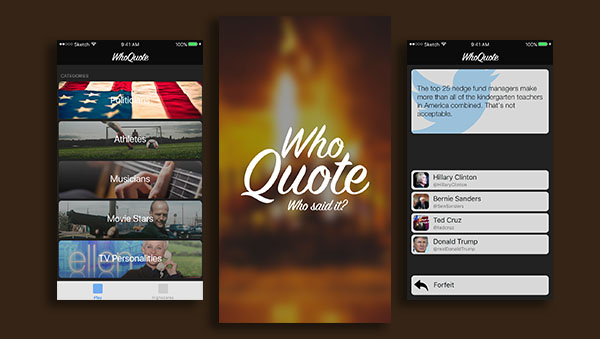 Sketch
9:41 AM
100%
WhoQuote
CATEGORIES
Politicians
Athletes
Musicians
Movie Stars
ellen
TV Personalities
Play
Highscores
Who
Quote
Who said it?
Sketch
9:41 AM
100%
WhoQuote
The top 25 hedge fund managers make
more than all of the kindergarten teachers
in America combined. That's not
acceptable.
Hillary Clinton
@HillaryClinton
Bernie Sanders
@SenSanders
Ted Cruz
@tedcruz
Donald Trump
@realDonaldTrump
Forfeit